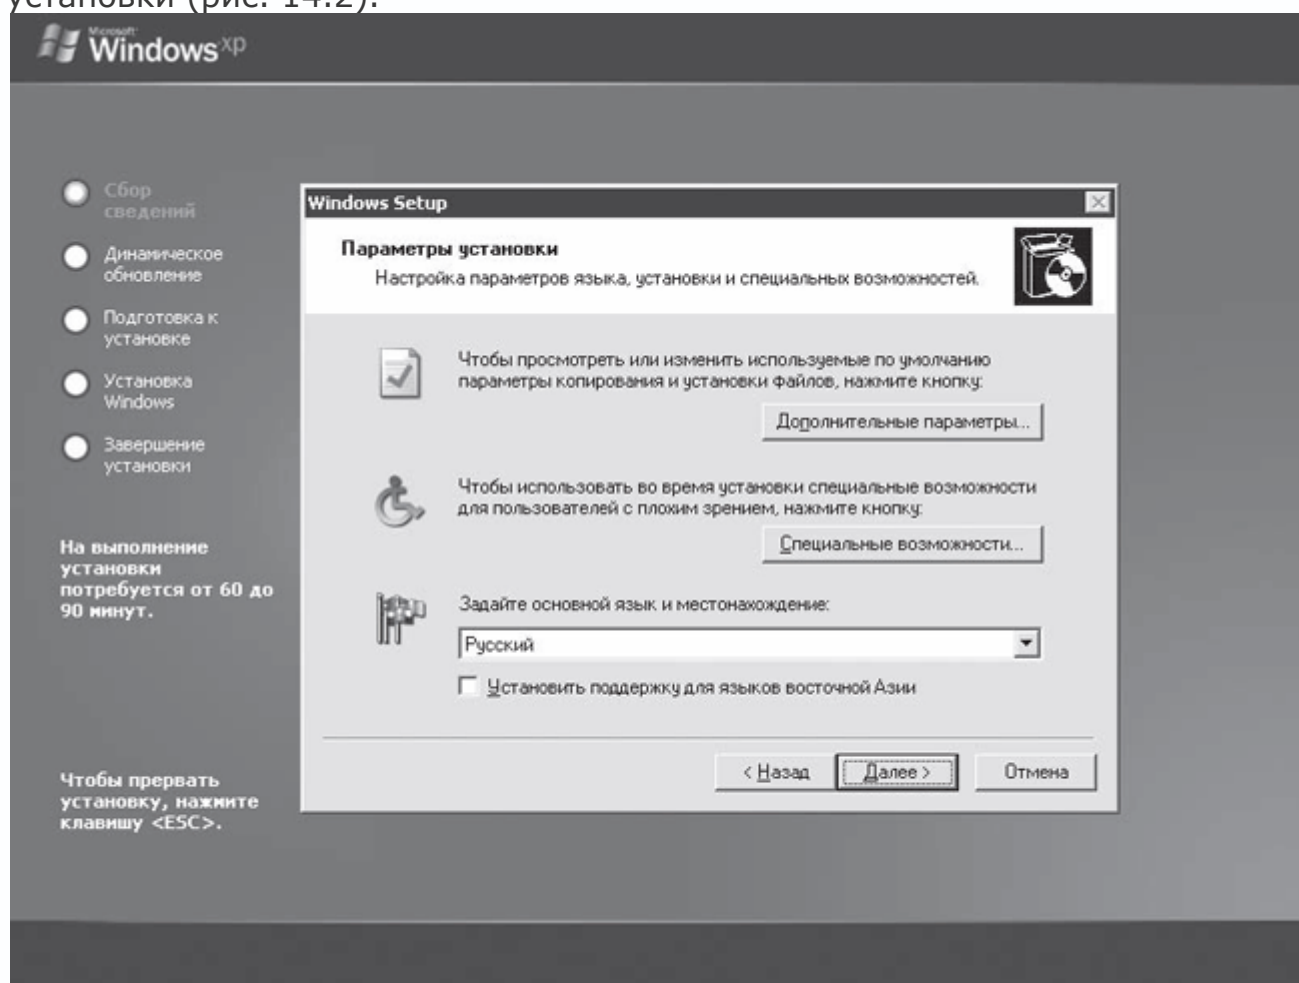 установки (рис. 14.2).
Microsoft
Windows xp
Сбор
сведений
Динамическое
обновление
Подготовка к
установке
Установка
Windows
Завершение
установки
На выполнение
установки
потребуется от 60 до
90 минут.
Чтобы прервать
установку, нажмите
клавишу <ESC>.
Windows Setup
Параметры установки
Настройка параметров языка, установки и специальных возможностей.
Чтобы просмотреть или изменить используемые по умолчанию
параметры копирования и установки файлов, нажмите кнопку:
Дополнительные параметры...
Чтобы использовать во время установки специальные возможности
для пользователей с плохим зрением, нажмите кнопку:
Специальные возможности...
Задайте основной язык и местонахождение:
Русский
Установить поддержку для языков восточной Азии
< Назад
Далее >
Отмена